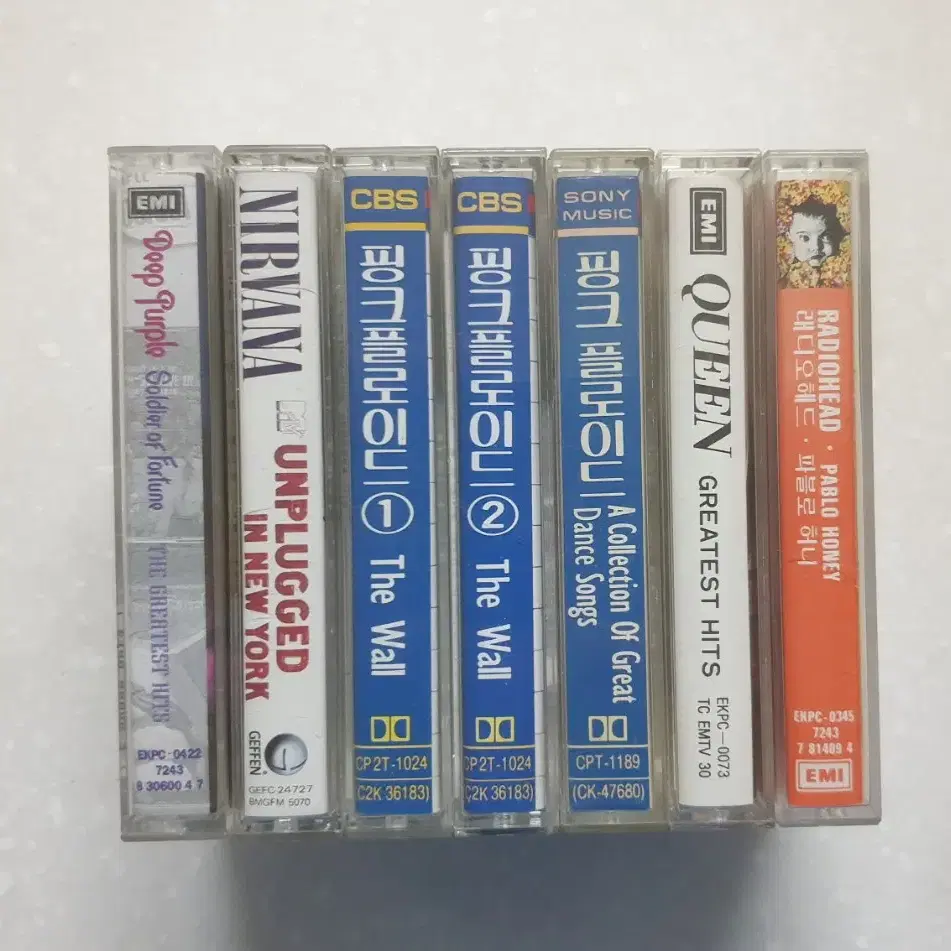 EMI
Deep Purple Soldier of Fortune
THE GREATEST HITS
EKPC-0422
7243
8 30600 4 7
NIRVANA
MTV UNPLUGGED
IN NEW YORK
GEFFEN
GEFC 24727
BMGFM 5070
CBS
핑크플로이드 ① The Wall
CP2T-1024
(C2K 36183)
CBS
핑크플로이드 ② The Wall
CP2T-1024
(C2K 36183)
SONY
MUSIC
핑크 플로이드 A Collection Of Great
Dance Songs
CPT-1189
(CK-47680)
EMI
QUEEN GREATEST HITS
EKPC-0073
TC EMTV 30
RADIOHEAD · PABLO HONEY
래디오헤드 · 파블로 허니
EKPC-0345
7243
7 81409 4
EMI